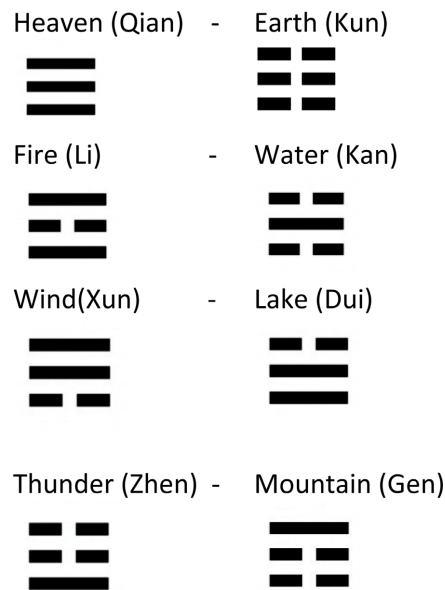 Heaven (Qian) - Earth (Kun)
Fire (Li) - Water (Kan)
Wind(Xun) - Lake (Dui)
Thunder (Zhen) - Mountain (Gen)